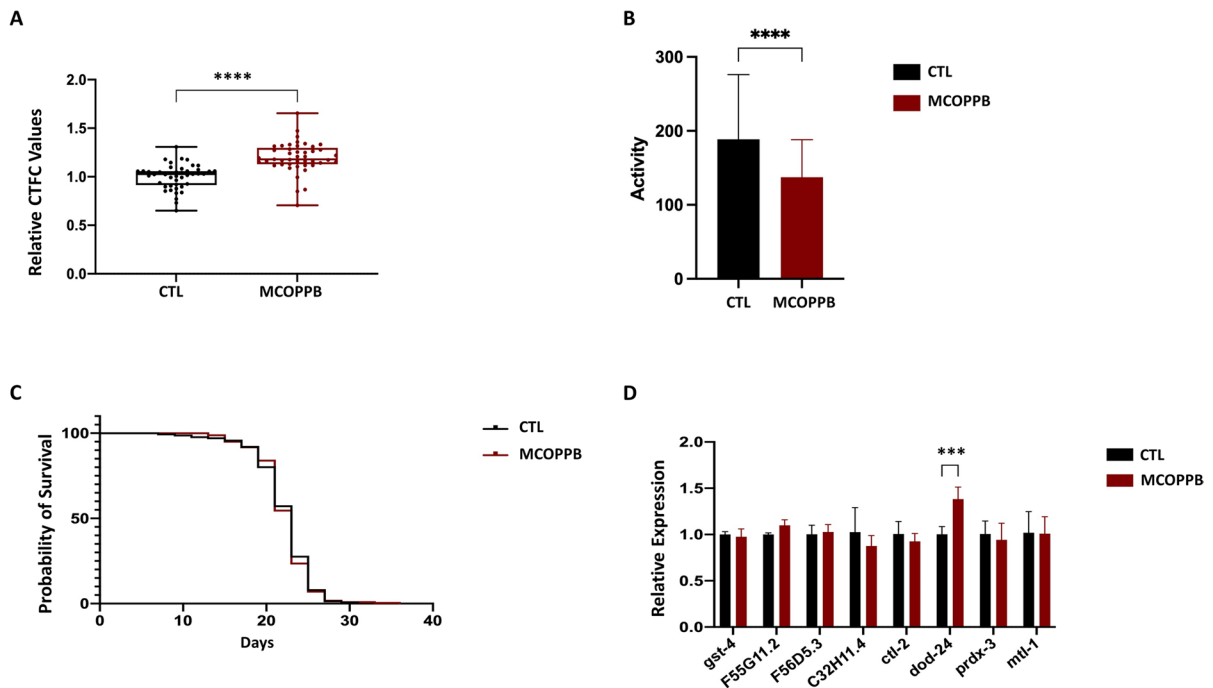 A
Relative CTFC Values
2.0
1.5
1.0
0.5
0.0
****
CTL
MCOPPB
B
Activity
300
200
100
0
****
CTL
MCOPPB
CTL
MCOPPB
C
Probability of Survival
100
50
0
0
10
20
30
40
Days
CTL
MCOPPB
D
Relative Expression
2.0
1.5
1.0
0.5
0.0
***
gst-4
F55G11.2
F56D5.3
C32H11.4
ctl-2
dod-24
prdx-3
mtl-1
CTL
MCOPPB